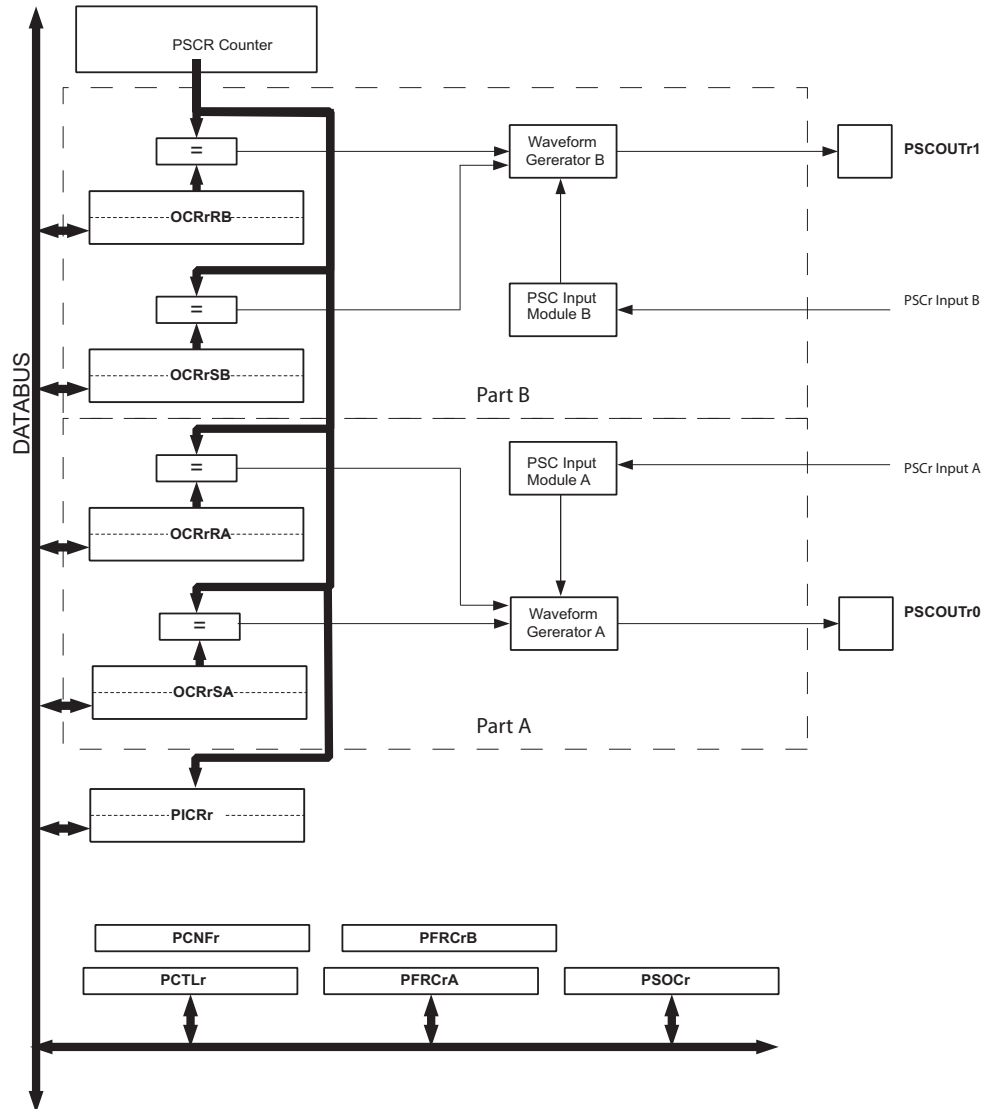 PSCR Counter
=
Waveform
Gererator B
PSCOUTr1
OCRrRB
=
PSC Input
Module B
PSCr Input B
OCRrSB
Part B
DATABUS
=
PSC Input
Module A
PSCr Input A
OCRrRA
=
Waveform
Gererator A
PSCOUTr0
OCRrSA
Part A
PICRr
PCNFr
PFRCrB
PCTLr
PFRCrA
PSOCr